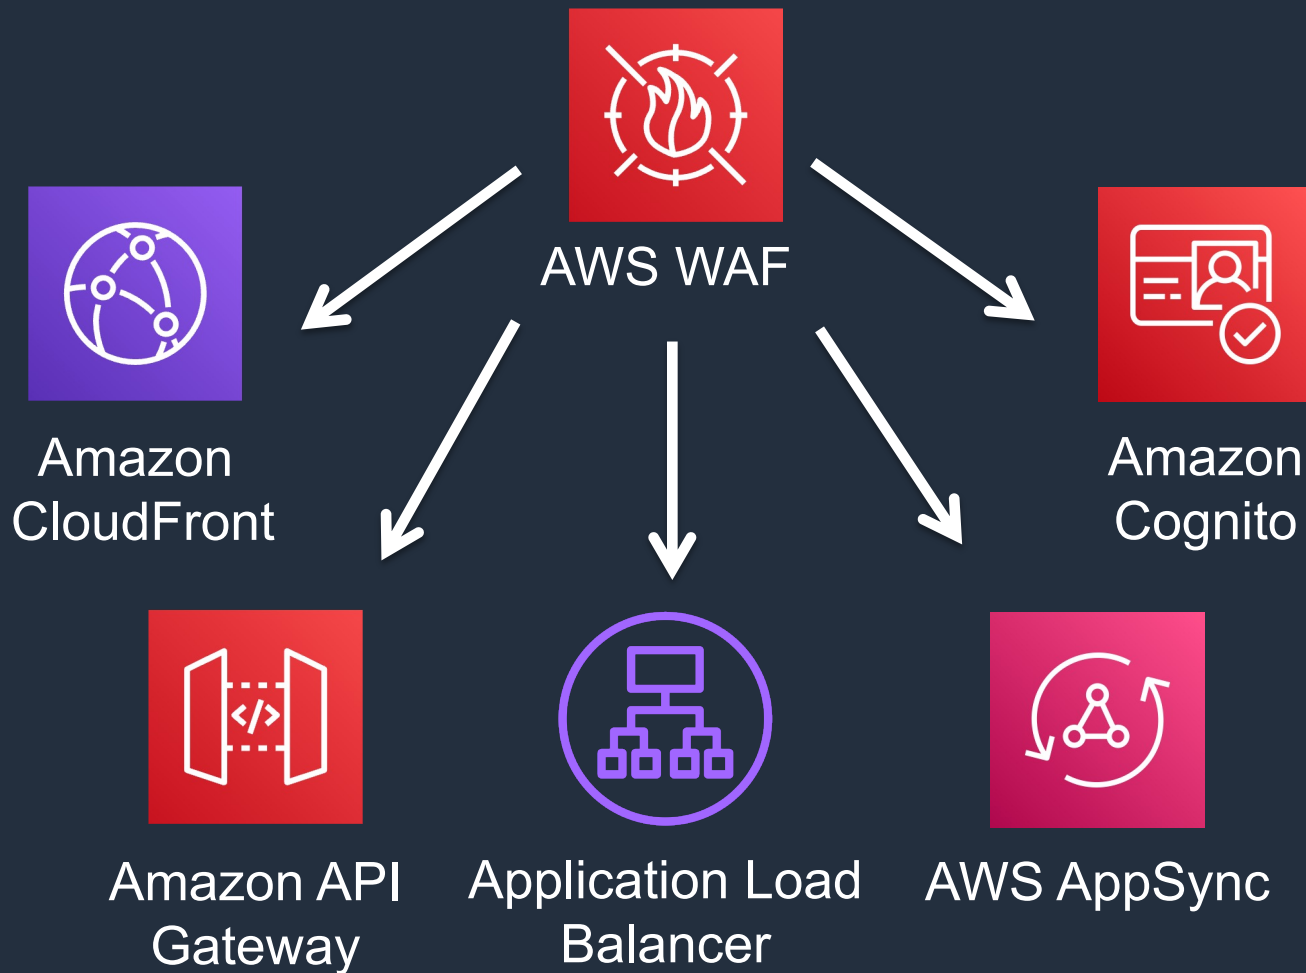 AWS WAF
Amazon
CloudFront
Amazon
Cognito
</>
Amazon API
Gateway
Application Load
Balancer
AWS AppSync